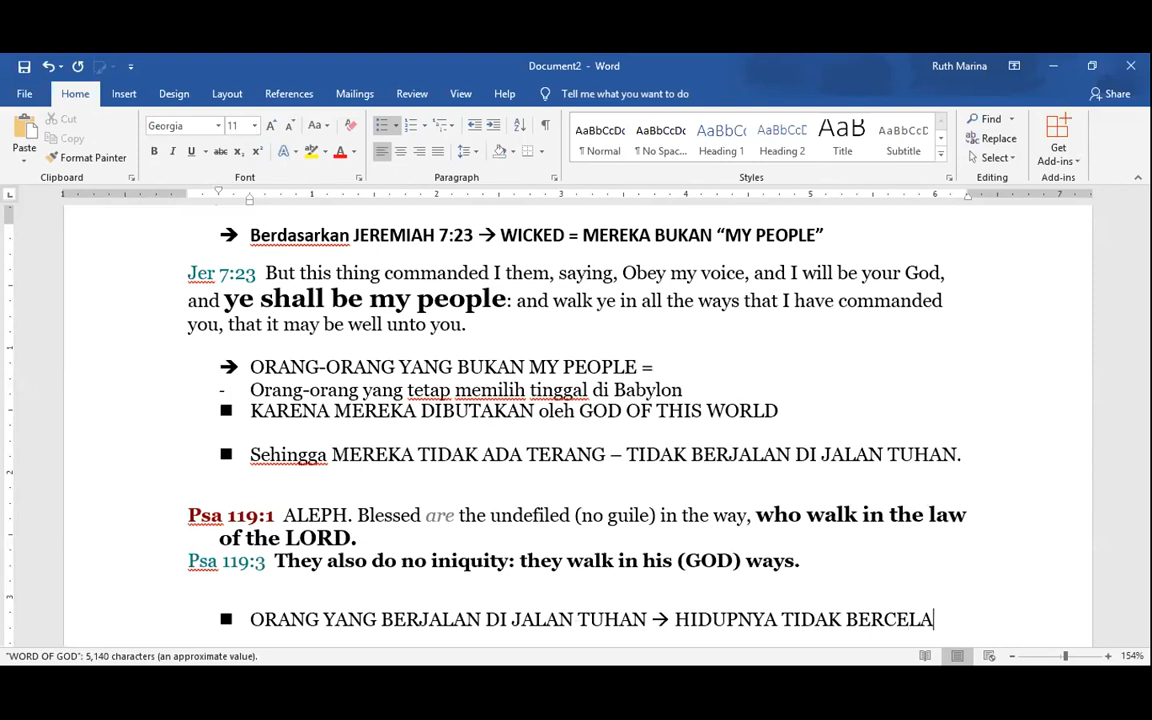 Document2 - Word
Ruth Marina
File Home Insert Design Layout References Mailings Review View Help Tell me what you want to do Share
Paste
Cut
Copy
Format Painter
Clipboard
Georgia 11
Font
Paragraph
AaBbCcDc AaBbCcDc AaBbCc AaBbCcD AaB AaBbCcD
¶ Normal ¶ No Spac... Heading 1 Heading 2 Title Subtitle
Styles
Find
Replace
Select
Editing
Get
Add-ins
Add-ins
1 1 2 3 4 5 6 7
➔ Berdasarkan JEREMIAH 7:23 → WICKED = MEREKA BUKAN “MY PEOPLE”
Jer 7:23 But this thing commanded I them, saying, Obey my voice, and I will be your God,
and ye shall be my people: and walk ye in all the ways that I have commanded
you, that it may be well unto you.
➔ ORANG-ORANG YANG BUKAN MY PEOPLE =
- Orang-orang yang tetap memilih tinggal di Babylon
■ KARENA MEREKA DIBUTAKAN oleh GOD OF THIS WORLD
■ Sehingga MEREKA TIDAK ADA TERANG – TIDAK BERJALAN DI JALAN TUHAN.
Psa 119:1 ALEPH. Blessed are the undefiled (no guile) in the way, who walk in the law
of the LORD.
Psa 119:3 They also do no iniquity: they walk in his (GOD) ways.
■ ORANG YANG BERJALAN DI JALAN TUHAN → HIDUPNYA TIDAK BERCELA
"WORD OF GOD": 5,140 characters (an approximate value).
154%